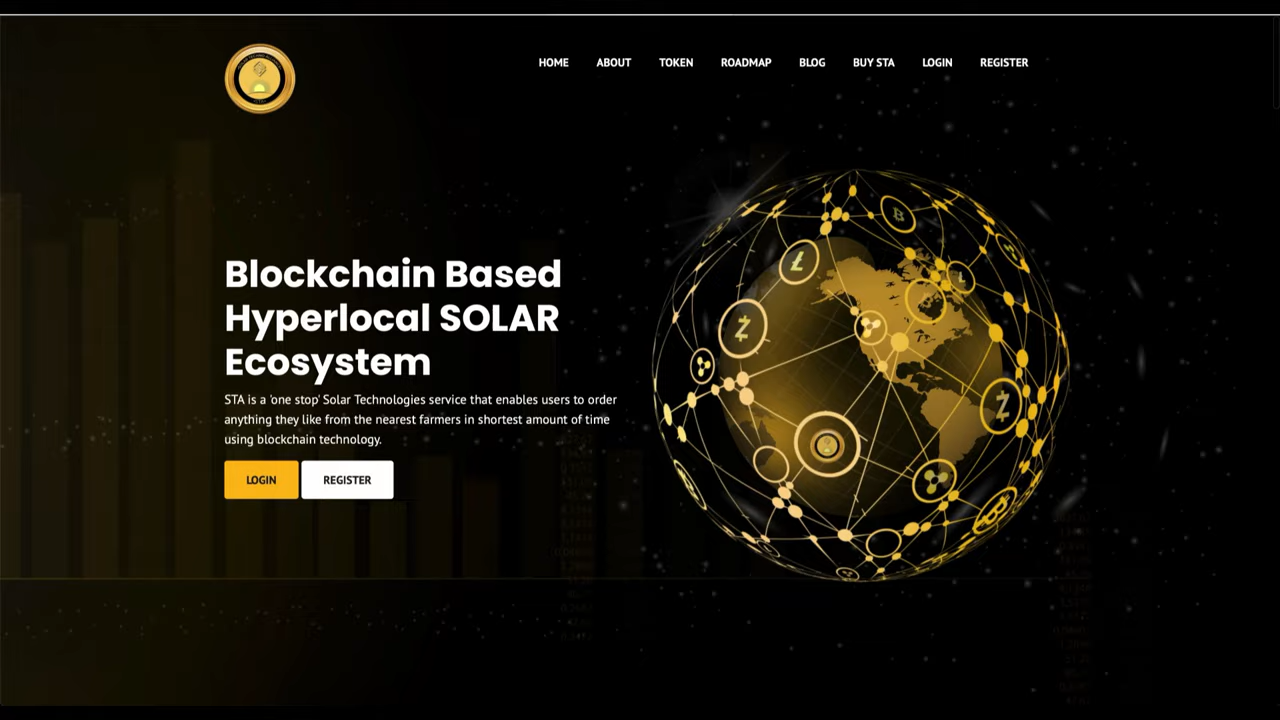 HOME ABOUT TOKEN ROADMAP BLOG BUY STA LOGIN REGISTER
Blockchain Based
Hyperlocal SOLAR
Ecosystem
STA is a 'one stop' Solar Technologies service that enables users to order
anything they like from the nearest farmers in shortest amount of time
using blockchain technology.
LOGIN REGISTER